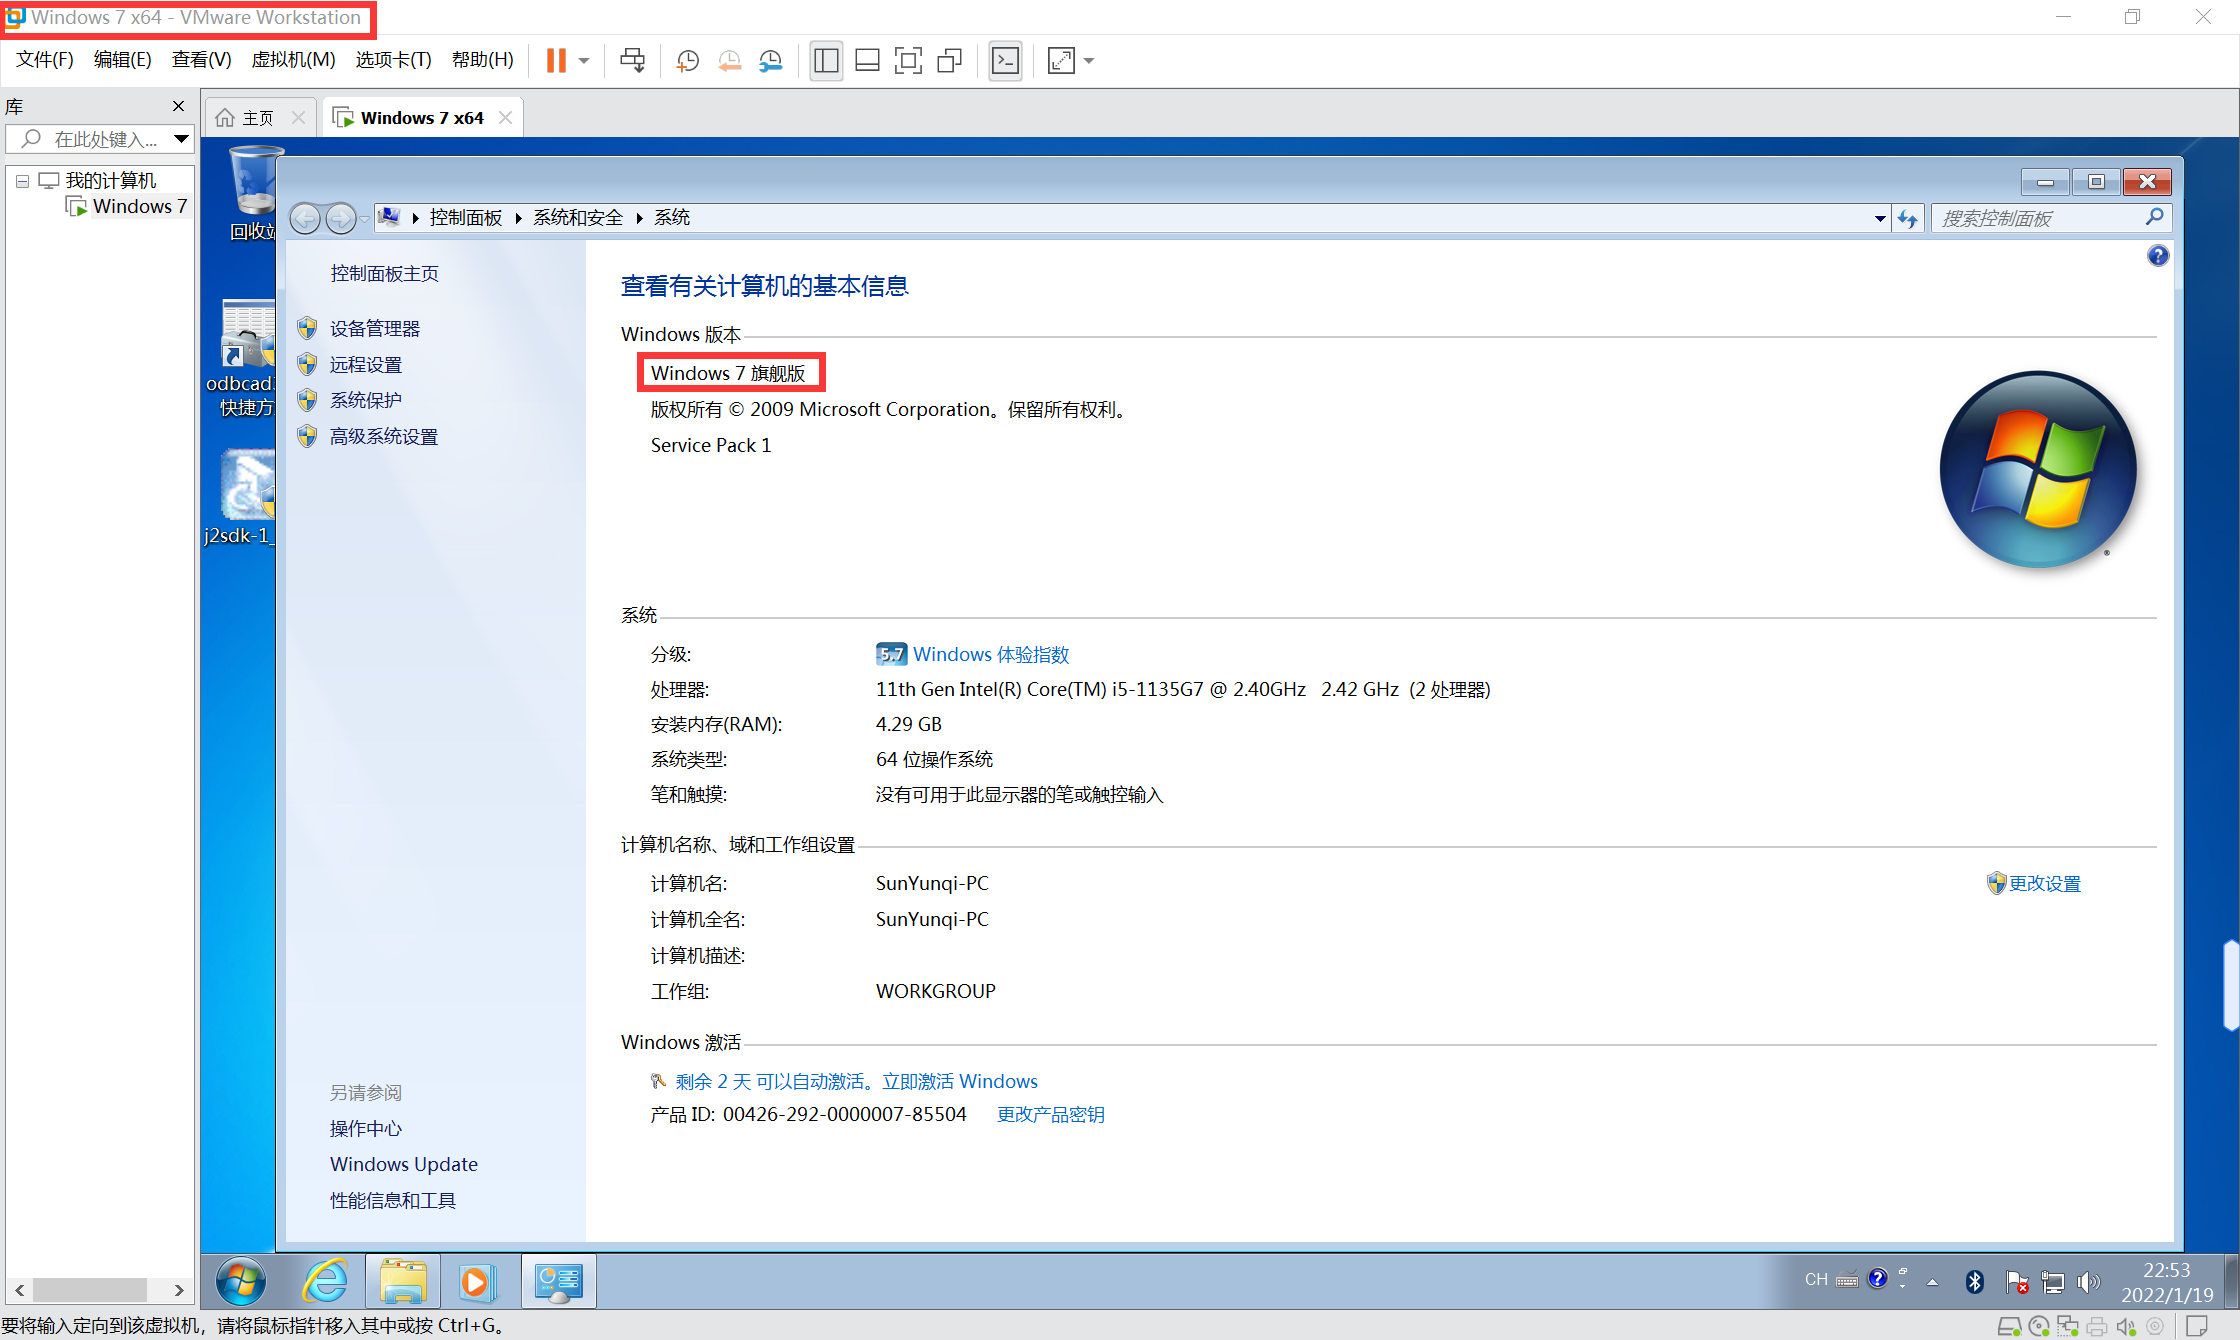 Windows 7 x64 - VMware Workstation
文件(F) 编辑(E) 查看(V) 虚拟机(M) 选项卡(T) 帮助(H)
库
主页
Windows 7 x64
在此处键入...
我的计算机
Windows 7
回收站
odbcad
快捷方
j2sdk-1_
控制面板 系统和安全 系统
搜索控制面板
控制面板主页
设备管理器
远程设置
系统保护
高级系统设置
另请参阅
操作中心
Windows Update
性能信息和工具
查看有关计算机的基本信息
Windows 版本
Windows 7 旗舰版
版权所有 © 2009 Microsoft Corporation。保留所有权利。
Service Pack 1
系统
分级: 5.7 Windows 体验指数
处理器: 11th Gen Intel(R) Core(TM) i5-1135G7 @ 2.40GHz 2.42 GHz (2 处理器)
安装内存(RAM): 4.29 GB
系统类型: 64 位操作系统
笔和触摸: 没有可用于此显示器的笔或触控输入
计算机名称、域和工作组设置
计算机名: SunYunqi-PC 更改设置
计算机全名: SunYunqi-PC
计算机描述:
工作组: WORKGROUP
Windows 激活
剩余 2 天 可以自动激活。立即激活 Windows
产品 ID: 00426-292-0000007-85504 更改产品密钥
CH
22:53
2022/1/19
要将输入定向到该虚拟机，请将鼠标指针移入其中或按 Ctrl+G。